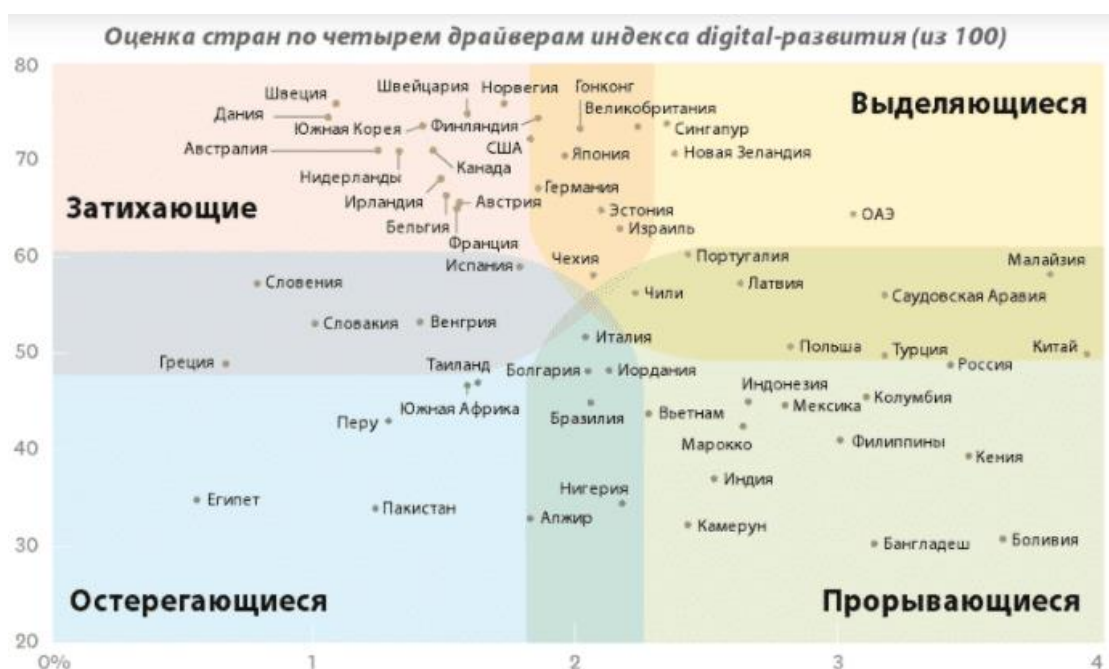 Оценка стран по четырем драйверам индекса digital-развития (из 100)
80
Швейцария
Норвегия
Гонконг
Швеция
Великобритания
Выделяющиеся
Дания
Южная Корея
Финляндия
Сингапур
США
Австралия
Япония
Новая Зеландия
70
Канада
Нидерланды
Германия
Ирландия
Австрия
Затихающие
Эстония
ОАЭ
Бельгия
Израиль
Франция
60
Чехия
Португалия
Малайзия
Испания
Словения
Чили
Латвия
Саудовская Аравия
Словакия
Венгрия
Италия
50
Польша
Турция
Китай
Греция
Таиланд
Болгария
Иордания
Россия
Индонезия
Южная Африка
Колумбия
Мексика
Перу
Бразилия
Вьетнам
40
Марокко
Филиппины
Кения
Индия
Нигерия
Египет
Пакистан
Алжир
Камерун
30
Бангладеш
Боливия
Остерегающиеся
Прорывающиеся
20
0% 1 2 3 4